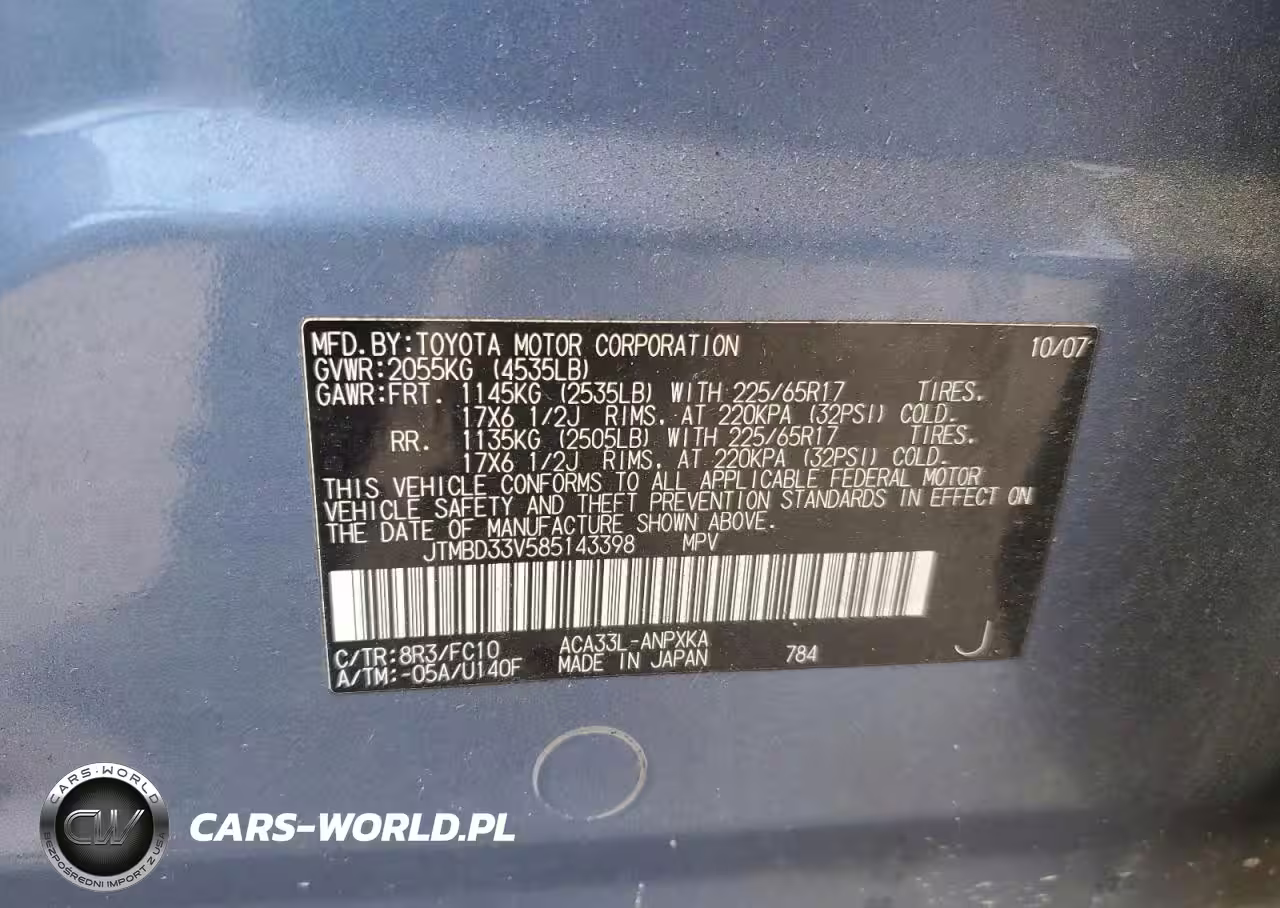 MFD.BY:TOYOTA MOTOR CORPORATION 10/07
GVWR:2055KG (4535LB)
GAWR:FRT. 1145KG (2535LB) WITH 225/65R17 TIRES.
17X6 1/2J RIMS, AT 220KPA (32PSI) COLD.
RR. 1135KG (2505LB) WITH 225/65R17 TIRES.
17X6 1/2J RIMS, AT 220KPA (32PSI) COLD.
THIS VEHICLE CONFORMS TO ALL APPLICABLE FEDERAL MOTOR
VEHICLE SAFETY AND THEFT PREVENTION STANDARDS IN EFFECT ON
THE DATE OF MANUFACTURE SHOWN ABOVE.
JTMBD33V585143398 MPV
C/TR:8R3/FC10 ACA33L-ANPXKA 784 J
A/TM:-05A/U140F MADE IN JAPAN
CARS-WORLD
CW
BEZPOŚREDNI IMPORT Z USA
CARS-WORLD.PL